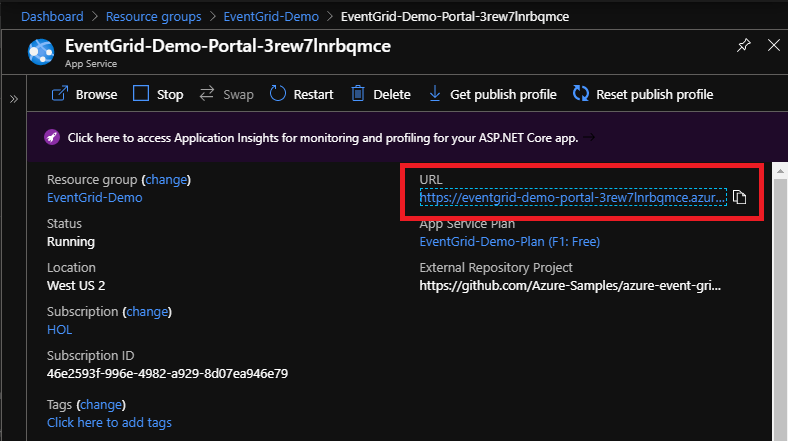 Dashboard > Resource groups > EventGrid-Demo > EventGrid-Demo-Portal-3rew7lnrbqmce
EventGrid-Demo-Portal-3rew7lnrbqmce
App Service
Browse Stop Swap Restart Delete Get publish profile Reset publish profile
Click here to access Application Insights for monitoring and profiling for your ASP.NET Core app. →
Resource group (change)
EventGrid-Demo
Status
Running
Location
West US 2
Subscription (change)
HOL
Subscription ID
46e2593f-996e-4982-a929-8d07ea946e79
Tags (change)
Click here to add tags
URL
https://eventgrid-demo-portal-3rew7lnrbqmce.azur...
App Service Plan
EventGrid-Demo-Plan (F1: Free)
External Repository Project
https://github.com/Azure-Samples/azure-event-gri...